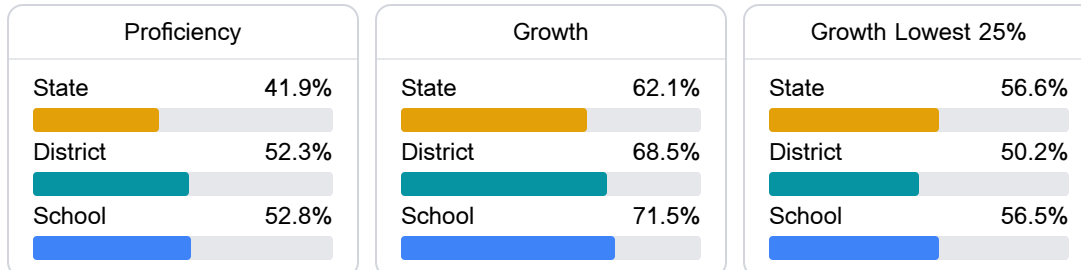 Proficiency
State 41.9%
District 52.3%
School 52.8%
Growth
State 62.1%
District 68.5%
School 71.5%
Growth Lowest 25%
State 56.6%
District 50.2%
School 56.5%